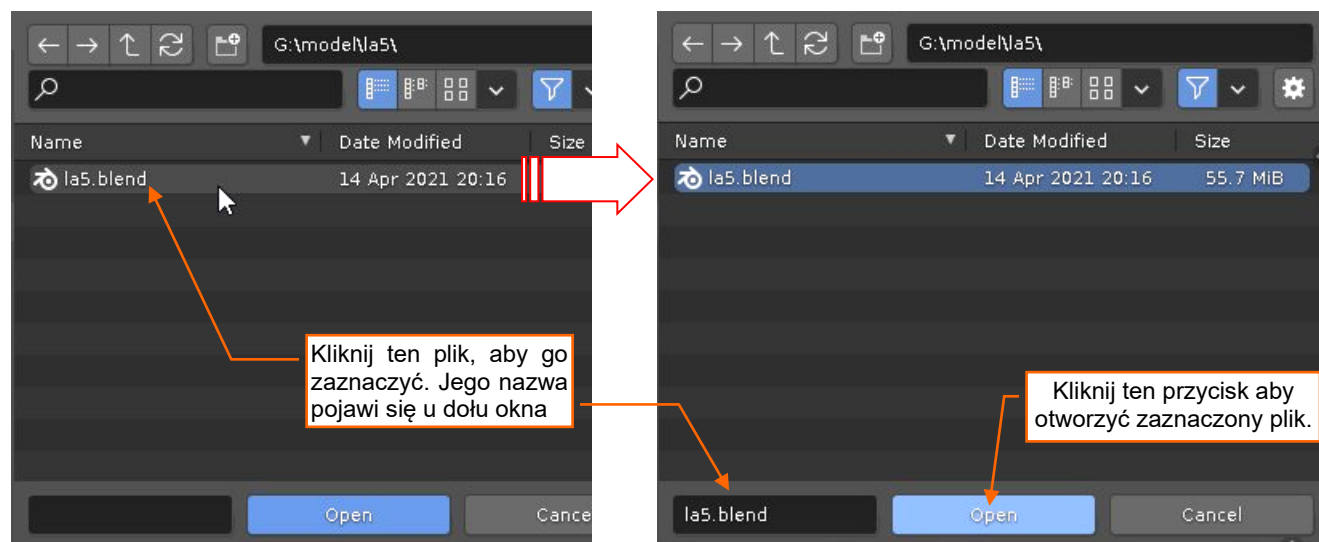 G:\model\la5\
Name
Date Modified
Size
la5.blend
14 Apr 2021 20:16
Kliknij ten plik, aby go
zaznaczyć. Jego nazwa
pojawi się u dołu okna
Open
Cance
G:\model\la5\
Name
Date Modified
Size
la5.blend
14 Apr 2021 20:16
55.7 MiB
Kliknij ten przycisk aby
otworzyć zaznaczony plik.
la5.blend
Open
Cancel